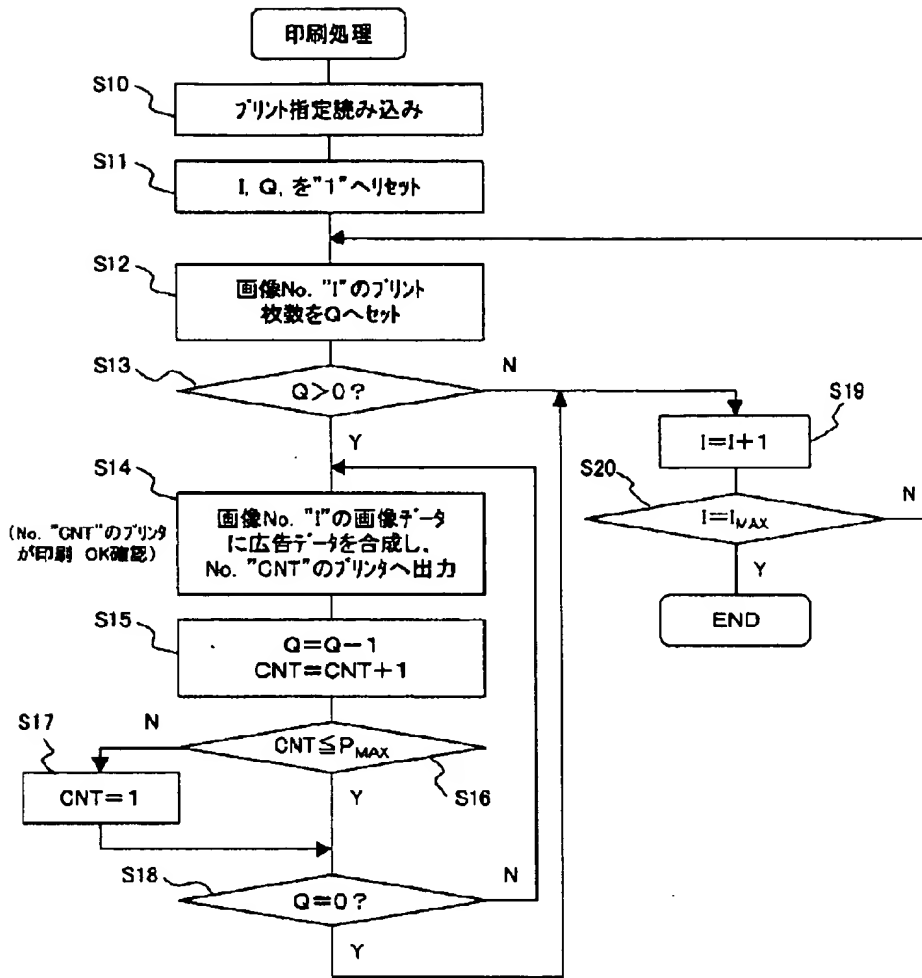 印刷処理
S10
プリント指定読み込み
S11
I, Q, を"1"へリセット
S12
画像No. "I"のプリント
枚数をQへセット
S13
Q>0?
N
Y
S19
I=I+1
S20
I=IMAX
N
Y
END
S14
(No. "CNT"のプリンタ
が印刷 OK確認)
画像No. "I"の画像データ
に広告データを合成し,
No. "CNT"のプリンタへ出力
S15
Q=Q-1
CNT=CNT+1
S17
N
CNT≦PMAX
S16
CNT=1
Y
S18
Q=0?
N
Y